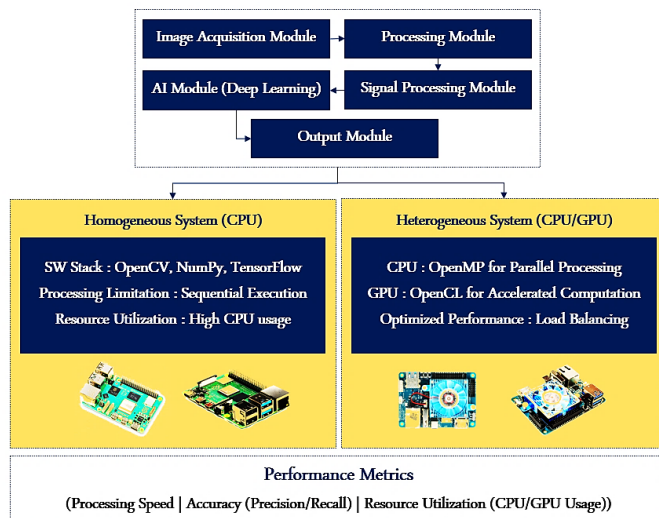 Image Acquisition Module
Processing Module
AI Module (Deep Learning)
Signal Processing Module
Output Module
Homogeneous System (CPU)
SW Stack : OpenCV, NumPy, TensorFlow
Processing Limitation : Sequential Execution
Resource Utilization : High CPU usage
Heterogeneous System (CPU/GPU)
CPU : OpenMP for Parallel Processing
GPU : OpenCL for Accelerated Computation
Optimized Performance : Load Balancing
Performance Metrics
(Processing Speed | Accuracy (Precision/Recall) | Resource Utilization (CPU/GPU Usage))